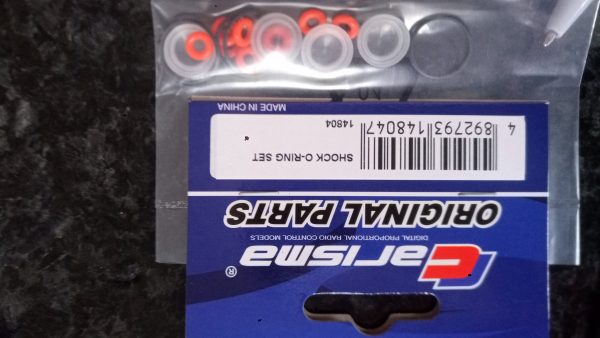 Carisma®
DIGITAL PROPORTIONAL RADIO CONTROL MODELS
ORIGINAL PARTS
SHOCK O-RING SET
14804
4 892793 148047
MADE IN CHINA